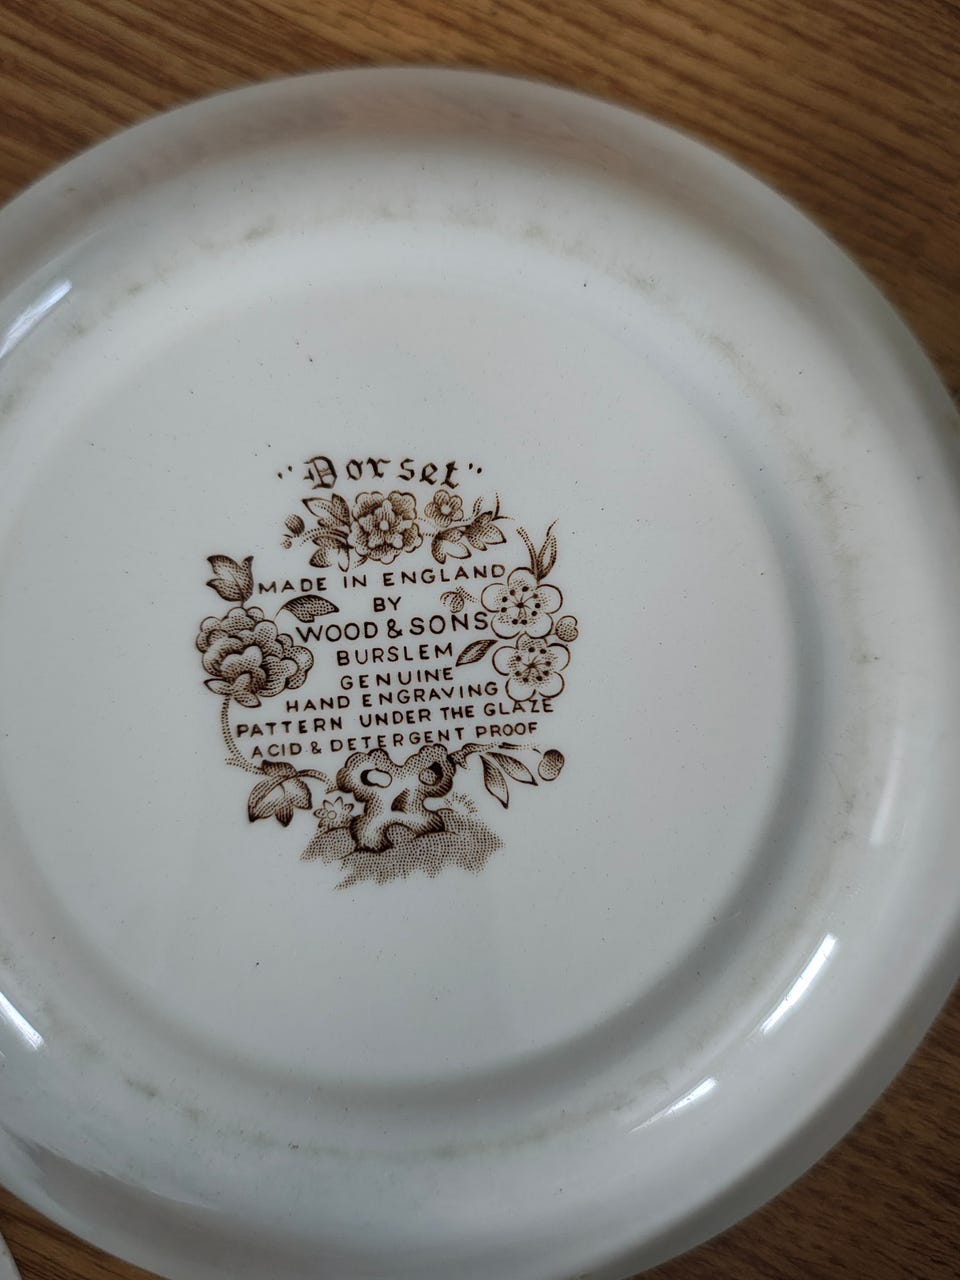 "Dorset"
MADE IN ENGLAND
BY
WOOD & SONS
BURSLEM
GENUINE
HAND ENGRAVING
PATTERN UNDER THE GLAZE
ACID & DETERGENT PROOF